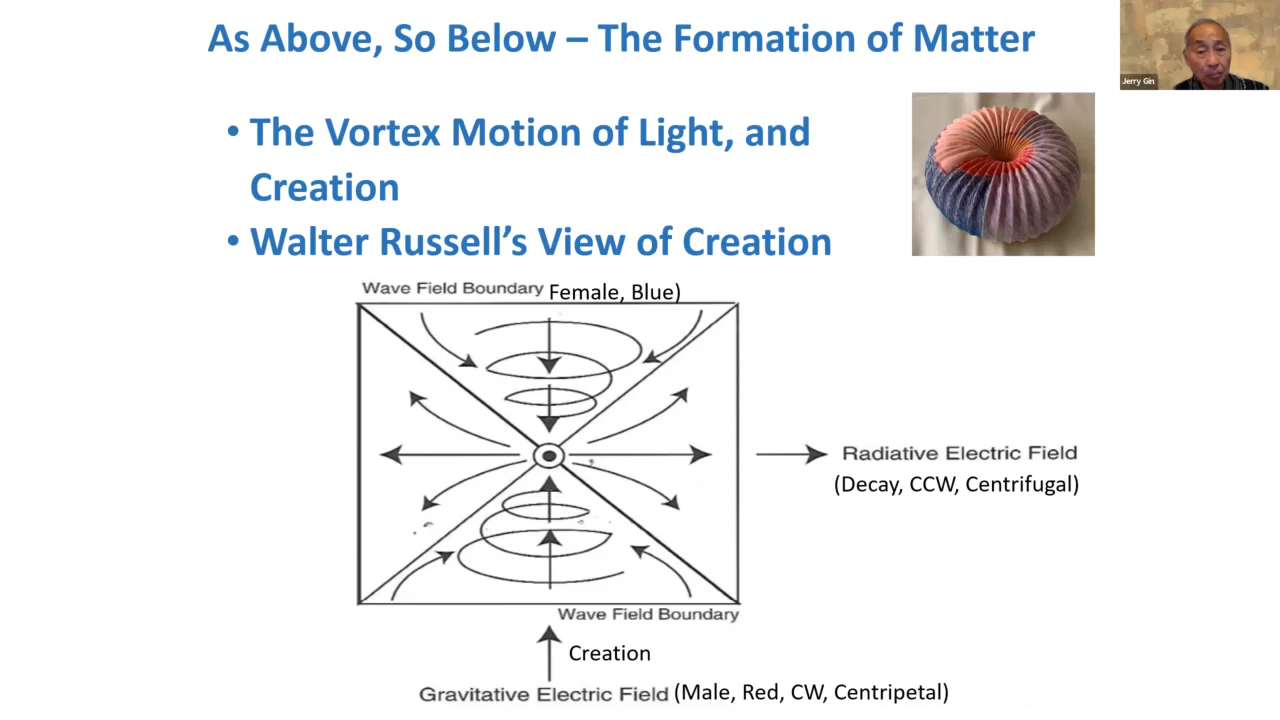 As Above, So Below – The Formation of Matter
Jerry Gin
• The Vortex Motion of Light, and
Creation
• Walter Russell's View of Creation
Wave Field Boundary Female, Blue)
Radiative Electric Field
(Decay, CCW, Centrifugal)
Wave Field Boundary
Creation
Gravitative Electric Field (Male, Red, CW, Centripetal)